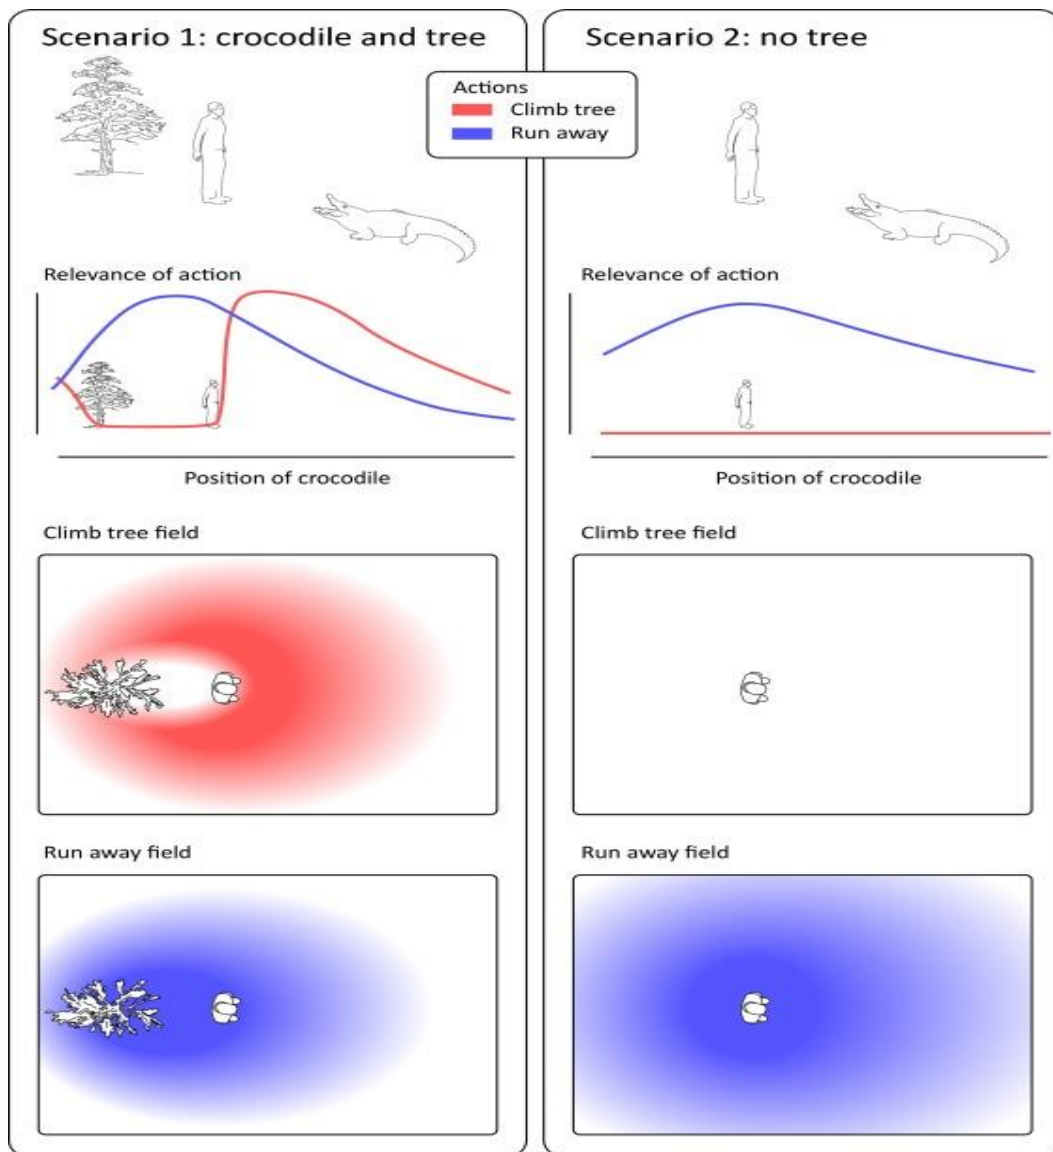 Scenario 1: crocodile and tree
Scenario 2: no tree
Actions
Climb tree
Run away
Relevance of action
Position of crocodile
Relevance of action
Position of crocodile
Climb tree field
Climb tree field
Run away field
Run away field